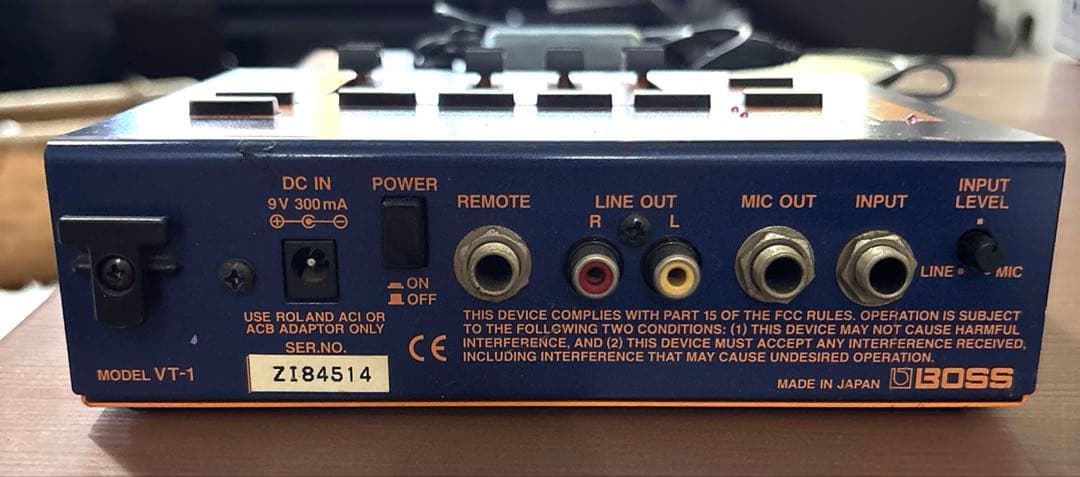 DC IN
9V 300mA
POWER
ON
OFF
REMOTE
LINE OUT
R L
MIC OUT
INPUT
INPUT
LEVEL
LINE MIC
USE ROLAND ACI OR
ACB ADAPTOR ONLY
SER.NO.
ZI84514
MODEL VT-1
CE
THIS DEVICE COMPLIES WITH PART 15 OF THE FCC RULES. OPERATION IS SUBJECT
TO THE FOLLOWING TWO CONDITIONS: (1) THIS DEVICE MAY NOT CAUSE HARMFUL
INTERFERENCE, AND (2) THIS DEVICE MUST ACCEPT ANY INTERFERENCE RECEIVED,
INCLUDING INTERFERENCE THAT MAY CAUSE UNDESIRED OPERATION.
MADE IN JAPAN BOSS